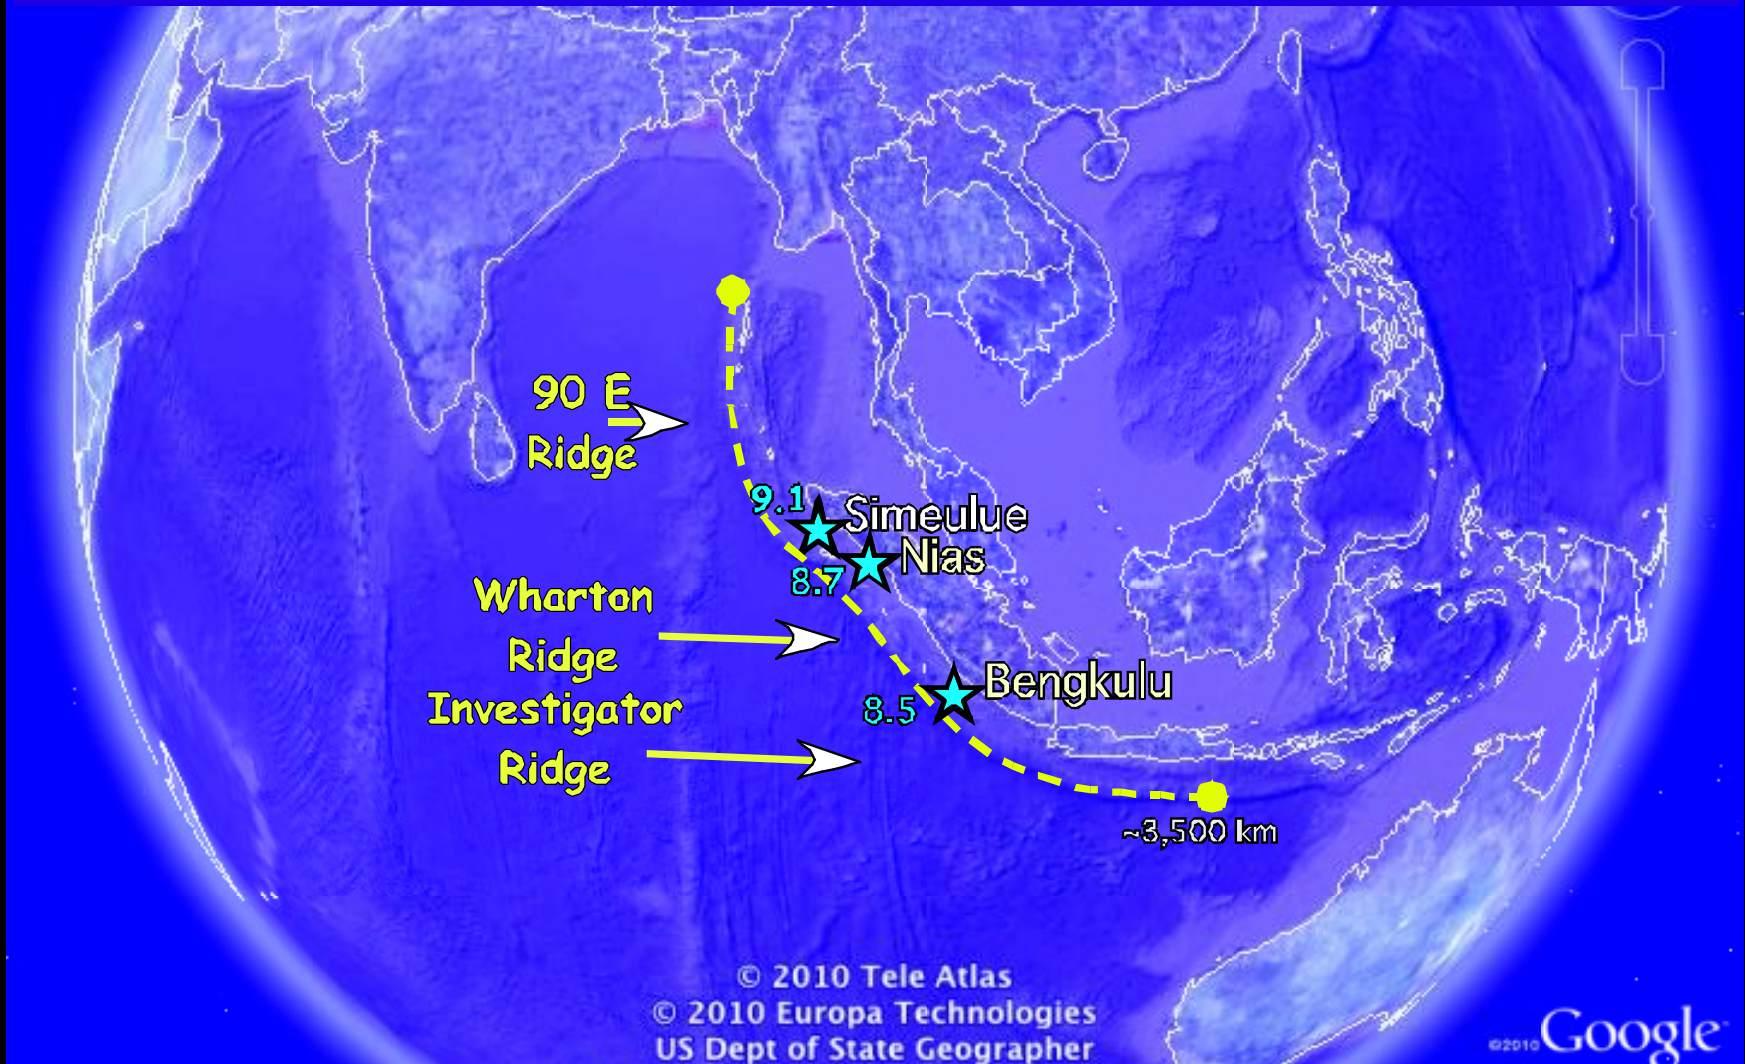 90 E
Ridge
9.1
Simeulue
Nias
8.7
Wharton
Ridge
Investigator
Ridge
Bengkulu
8.5
~3,500 km
© 2010 Tele Atlas
© 2010 Europa Technologies
US Dept of State Geographer
©2010 Google